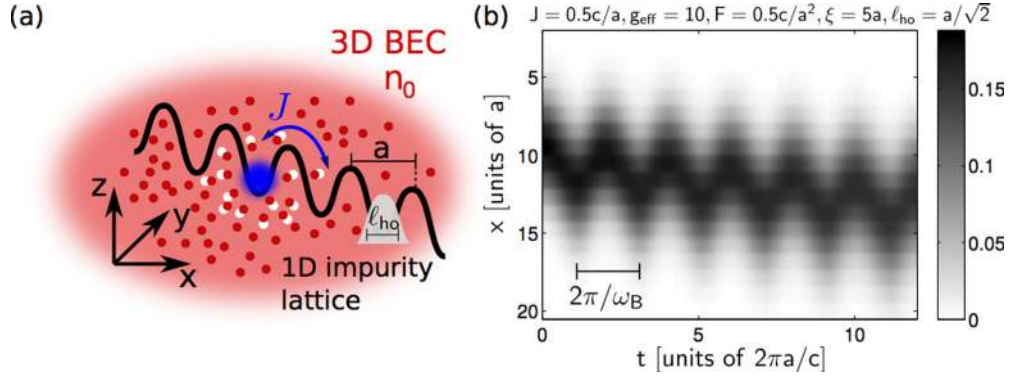 (a)
3D BEC
n₀
J
a
z
y
x
ℓho
1D impurity
lattice
(b)
J = 0.5c/a, geff = 10, F = 0.5c/a², ξ = 5a, ℓho = a/√2
x [units of a]
5
10
15
20
2π/ωB
0
5
10
t [units of 2πa/c]
0.15
0.1
0.05
0